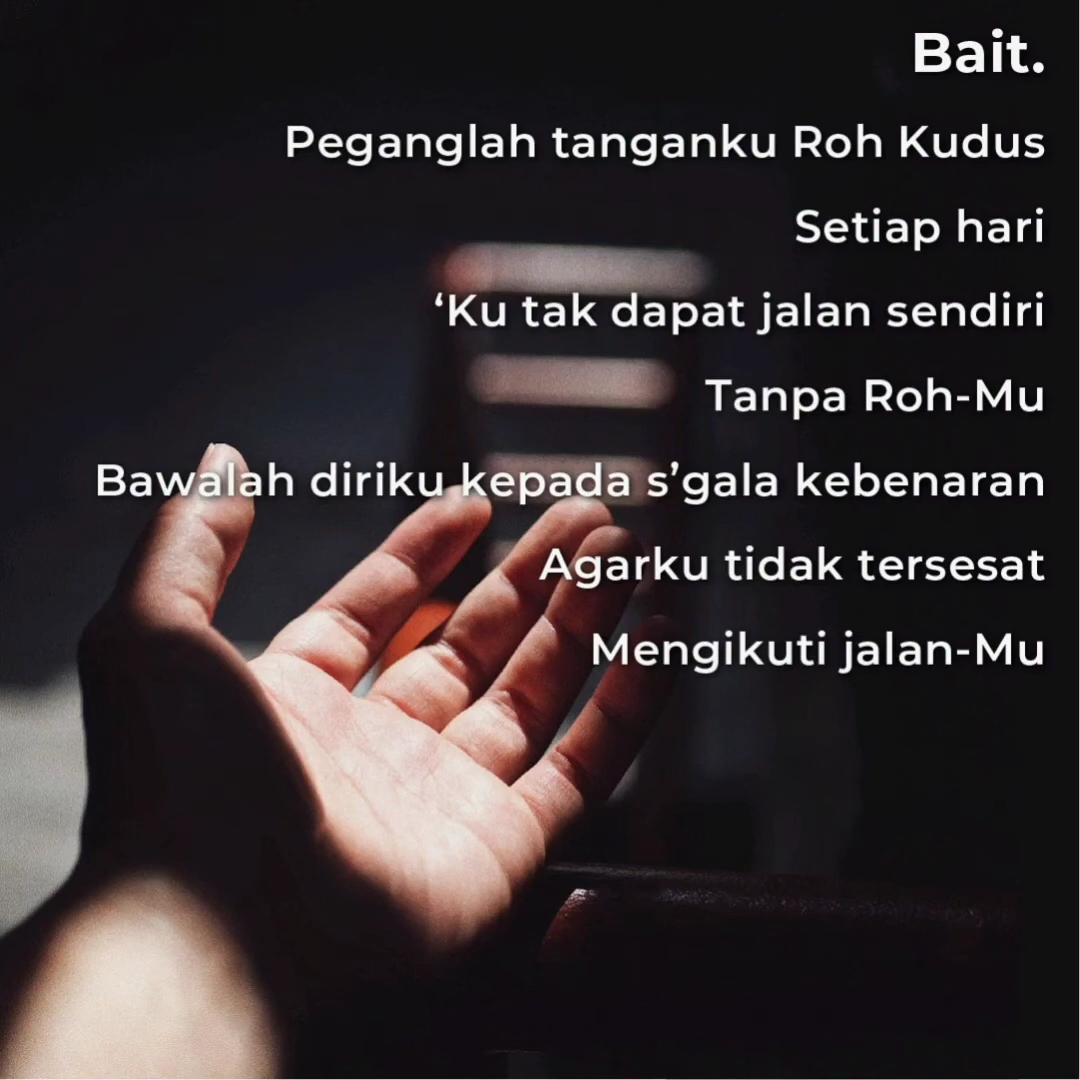 Bait.
Peganglah tanganku Roh Kudus
Setiap hari
‘Ku tak dapat jalan sendiri
Tanpa Roh-Mu
Bawalah diriku kepada s’gala kebenaran
Agarku tidak tersesat
Mengikuti jalan-Mu